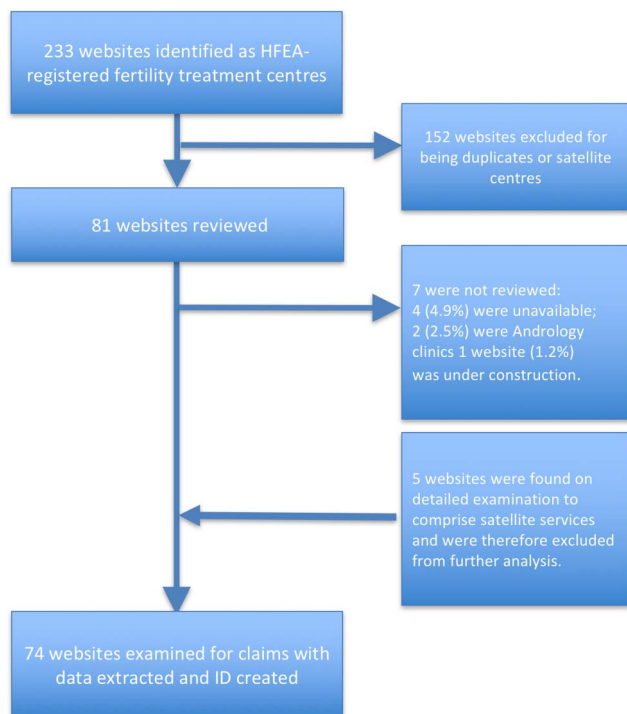 233 websites identified as HFEA-
registered fertility treatment centres
152 websites excluded for
being duplicates or satellite
centres
81 websites reviewed
7 were not reviewed:
4 (4.9%) were unavailable;
2 (2.5%) were Andrology
clinics 1 website (1.2%)
was under construction.
5 websites were found on
detailed examination to
comprise satellite services
and were therefore excluded
from further analysis.
74 websites examined for claims with
data extracted and ID created